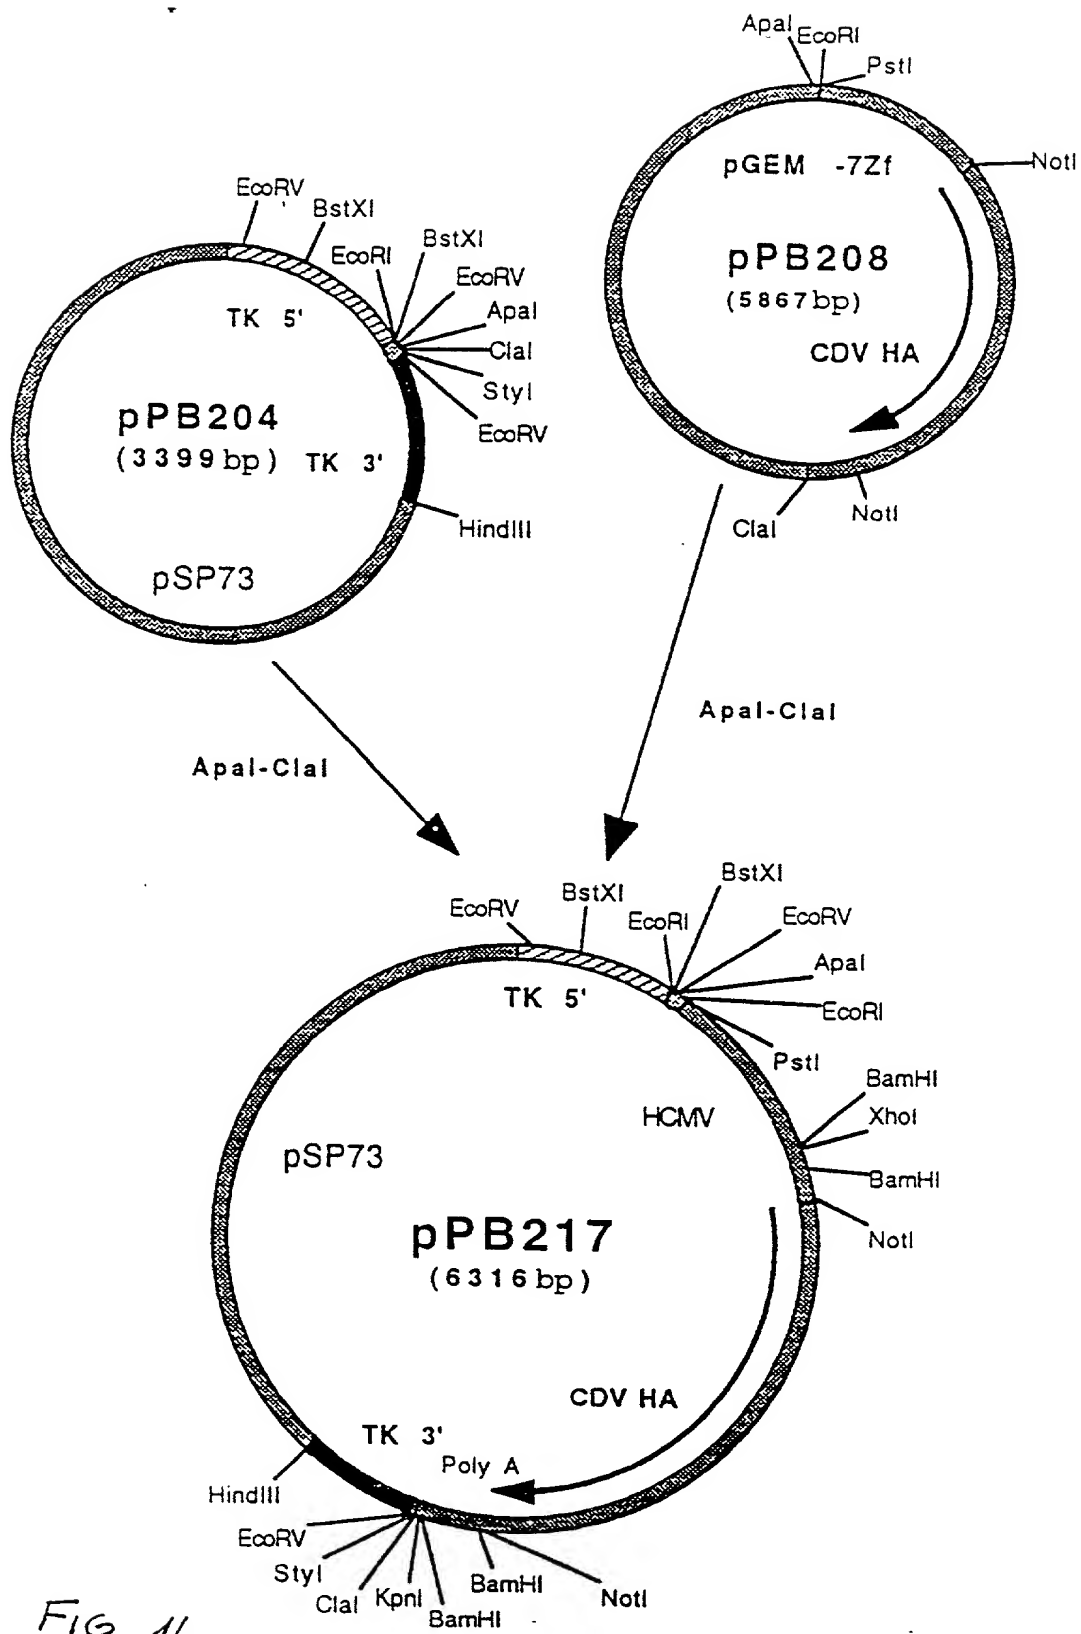 ApaI
EcoRI
PstI
pGEM -7Zf
NotI
pPB208
(5867bp)
CDV HA
ClaI
NotI
EcoRV
BstXI
EcoRI
BstXI
EcoRV
ApaI
ClaI
StyI
EcoRV
TK 5'
pPB204
(3399bp)
TK 3'
HindIII
pSP73
ApaI-ClaI
ApaI-ClaI
EcoRV
BstXI
EcoRI
BstXI
EcoRV
ApaI
EcoRI
PstI
TK 5'
HCMV
BamHI
XhoI
BamHI
NotI
pSP73
pPB217
(6316bp)
CDV HA
TK 3'
Poly A
HindIII
EcoRV
StyI
ClaI
KpnI
BamHI
BamHI
NotI
FIG